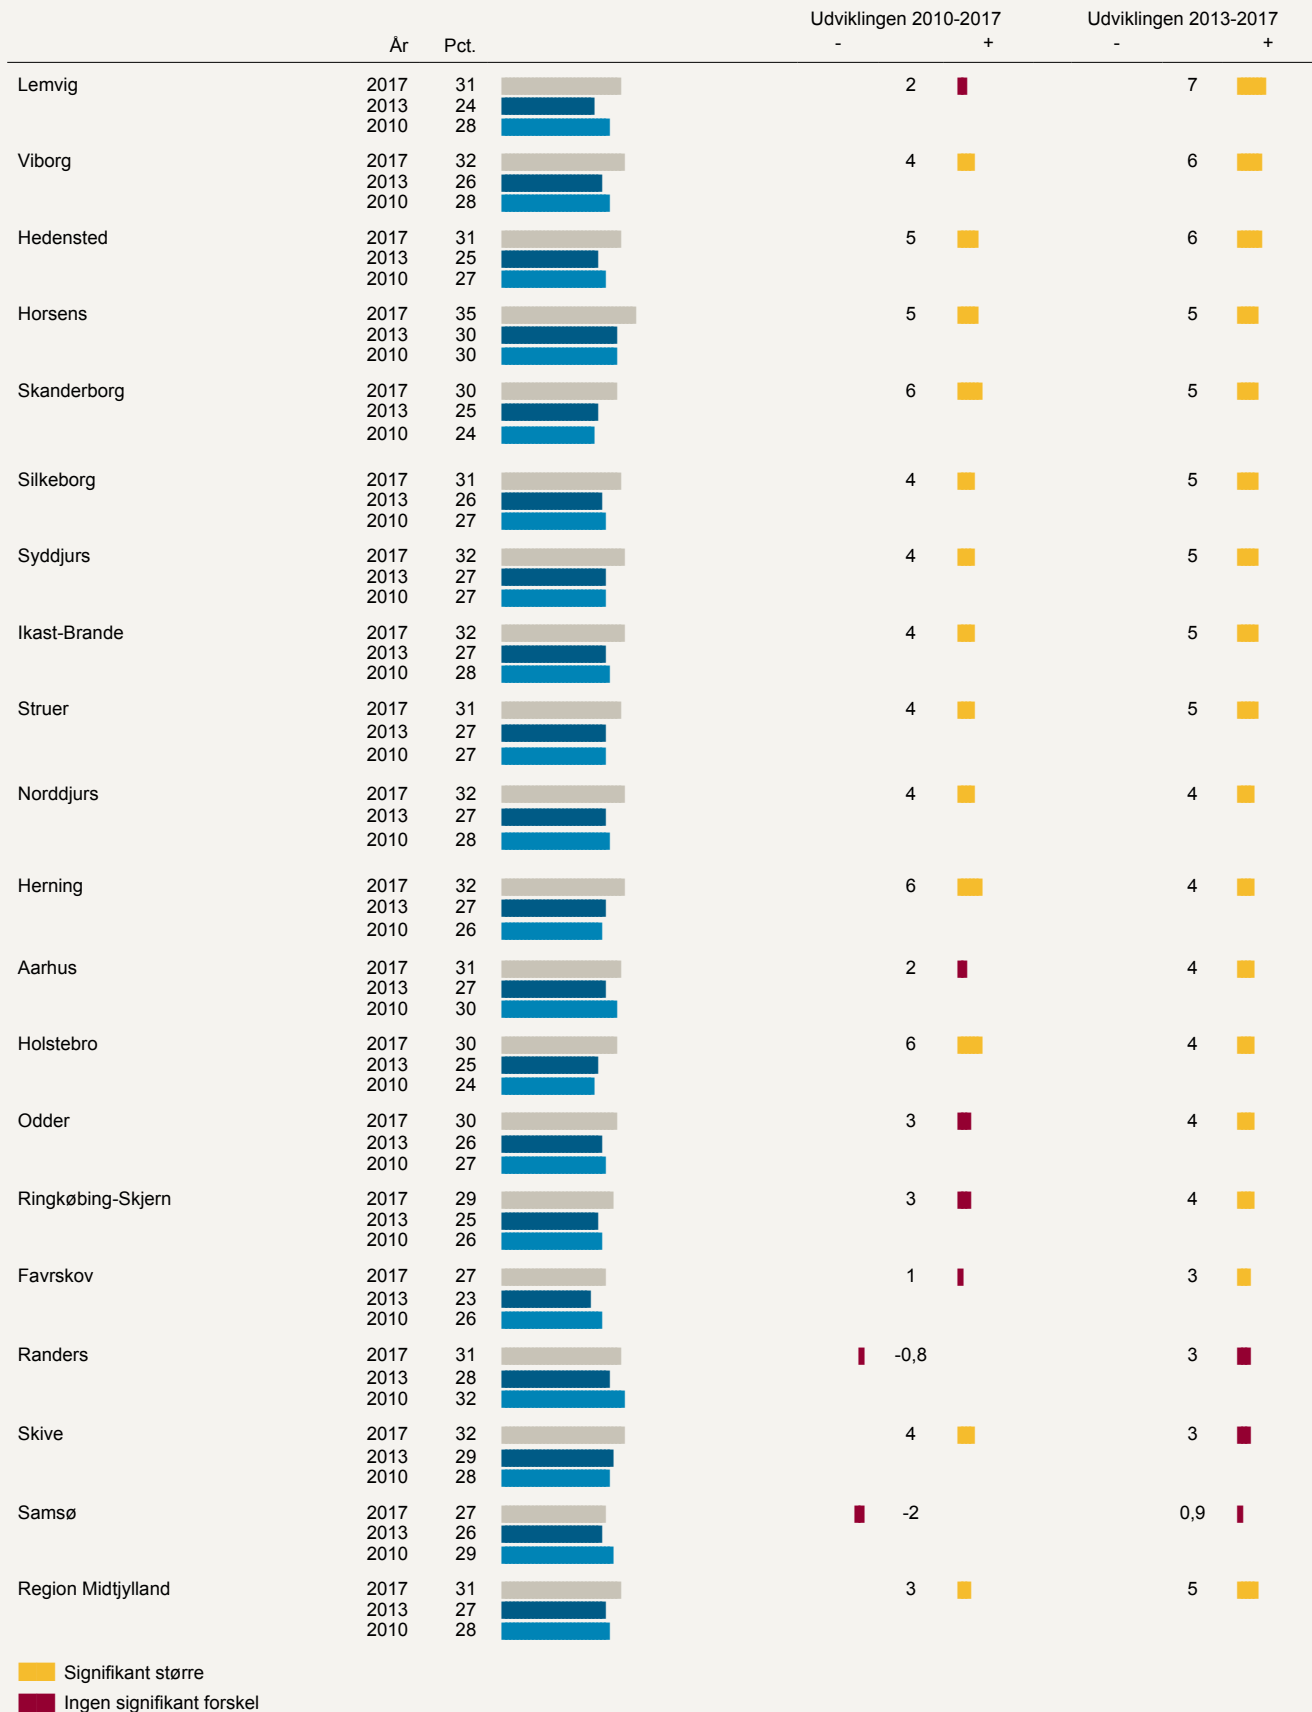 Udviklingen 2010-2017 Udviklingen 2013-2017
År Pct. - + - +
Lemvig 2017 31 2 7
2013 24
2010 28
Viborg 2017 32 4 6
2013 26
2010 28
Hedensted 2017 31 5 6
2013 25
2010 27
Horsens 2017 35 5 5
2013 30
2010 30
Skanderborg 2017 30 6 5
2013 25
2010 24
Silkeborg 2017 31 4 5
2013 26
2010 27
Syddjurs 2017 32 4 5
2013 27
2010 27
Ikast-Brande 2017 32 4 5
2013 27
2010 28
Struer 2017 31 4 5
2013 27
2010 27
Norddjurs 2017 32 4 4
2013 27
2010 28
Herning 2017 32 6 4
2013 27
2010 26
Aarhus 2017 31 2 4
2013 27
2010 30
Holstebro 2017 30 6 4
2013 25
2010 24
Odder 2017 30 3 4
2013 26
2010 27
Ringkøbing-Skjern 2017 29 3 4
2013 25
2010 26
Favrskov 2017 27 1 3
2013 23
2010 26
Randers 2017 31 -0,8 3
2013 28
2010 32
Skive 2017 32 4 3
2013 29
2010 28
Samsø 2017 27 -2 0,9
2013 26
2010 29
Region Midtjylland 2017 31 3 5
2013 27
2010 28
Signifikant større
Ingen signifikant forskel